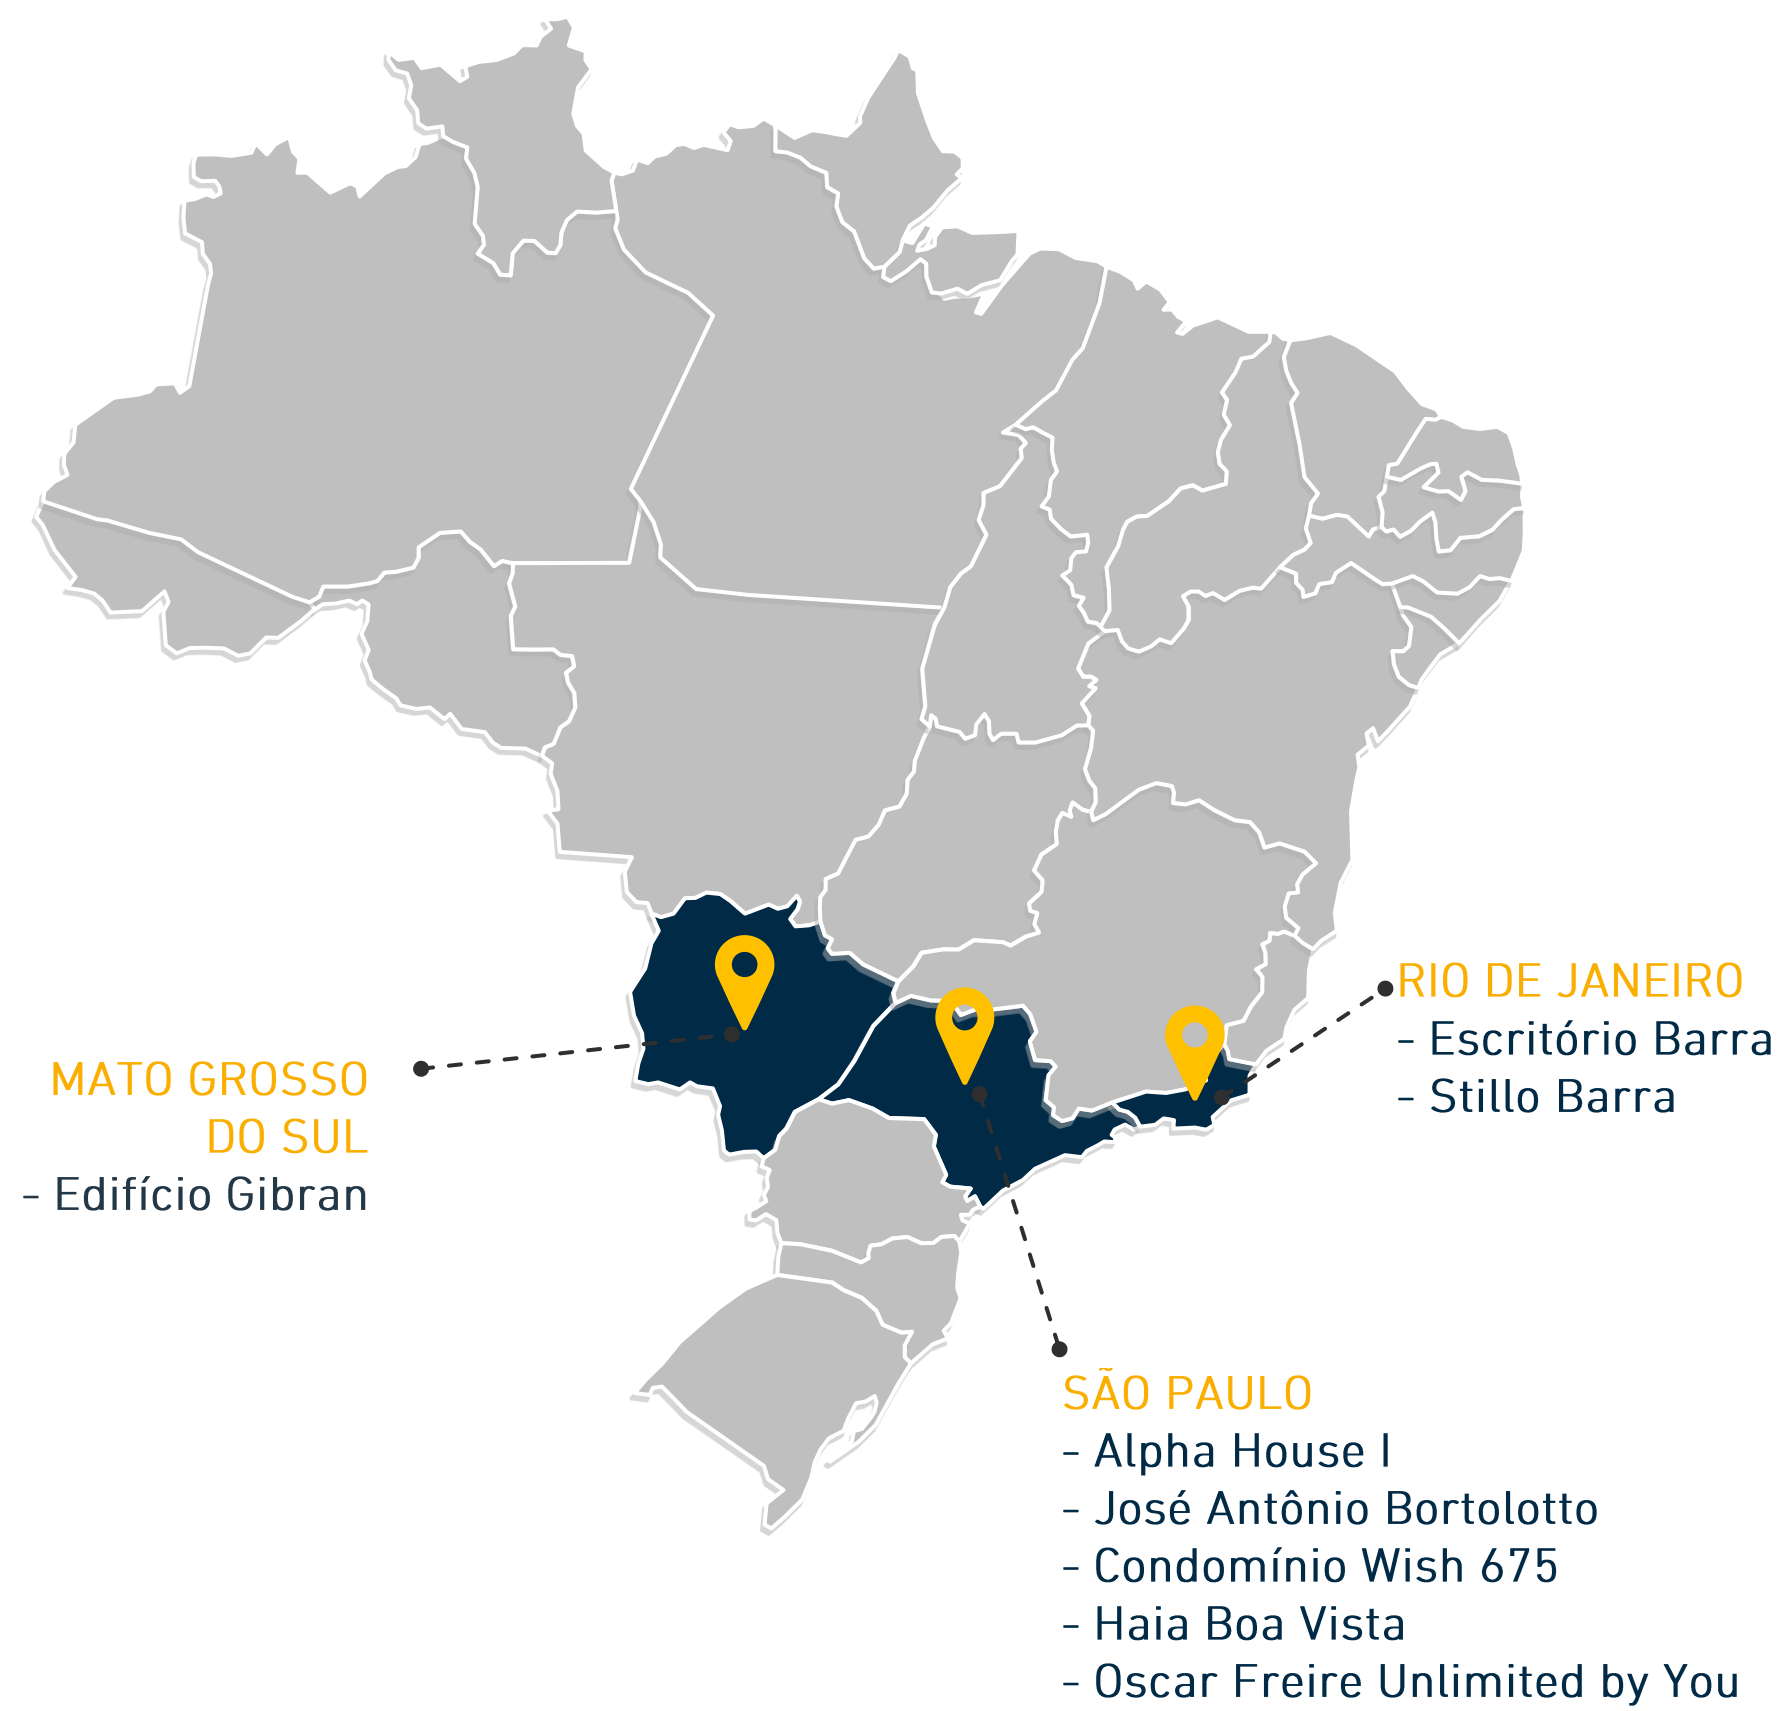 RIO DE JANEIRO
- Escritório Barra
- Stillo Barra
MATO GROSSO
DO SUL
- Edifício Gibran
SÃO PAULO
- Alpha House I
- José Antônio Bortolotto
- Condomínio Wish 675
- Haia Boa Vista
- Oscar Freire Unlimited by You